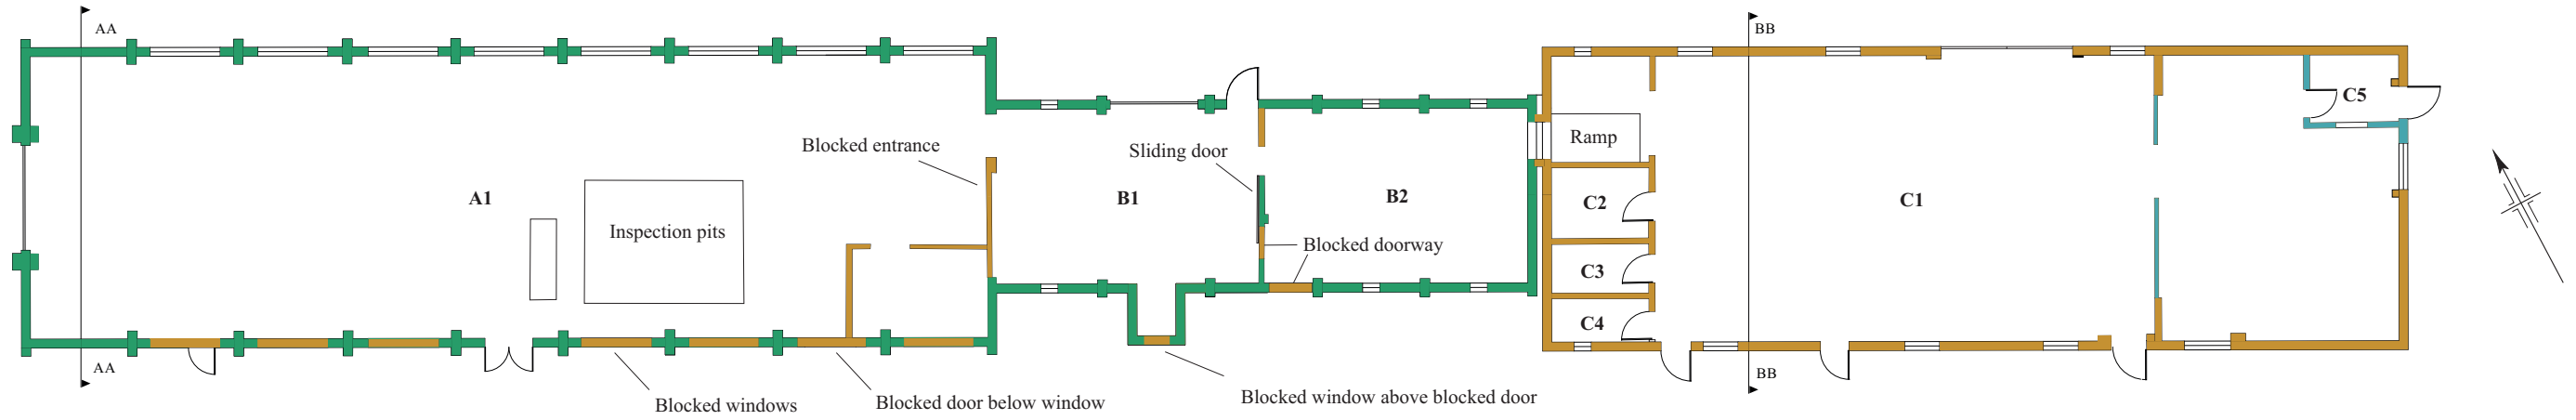 AA
BB
C5
Blocked entrance
Sliding door
Ramp
A1
B1
B2
C2
C1
Inspection pits
Blocked doorway
C3
C4
AA
BB
Blocked windows
Blocked door below window
Blocked window above blocked door